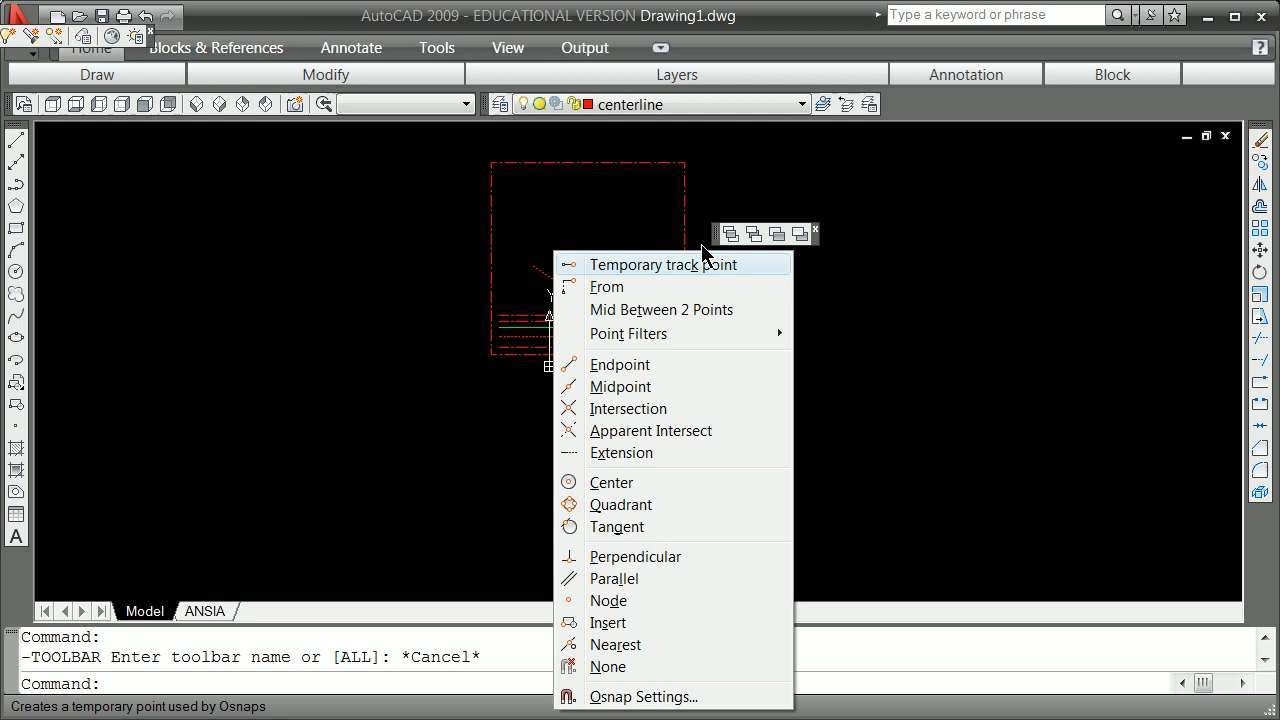 AutoCAD 2009 - EDUCATIONAL VERSION Drawing1.dwg
Type a keyword or phrase
Home
Blocks & References
Annotate
Tools
View
Output
Draw
Modify
Layers
Annotation
Block
centerline
Temporary track point
From
Mid Between 2 Points
Point Filters
Endpoint
Midpoint
Intersection
Apparent Intersect
Extension
Center
Quadrant
Tangent
Perpendicular
Parallel
Node
Insert
Nearest
None
Osnap Settings...
Y
Model
ANSIA
Command:
-TOOLBAR Enter toolbar name or [ALL]: *Cancel*
Command:
Creates a temporary point used by Osnaps